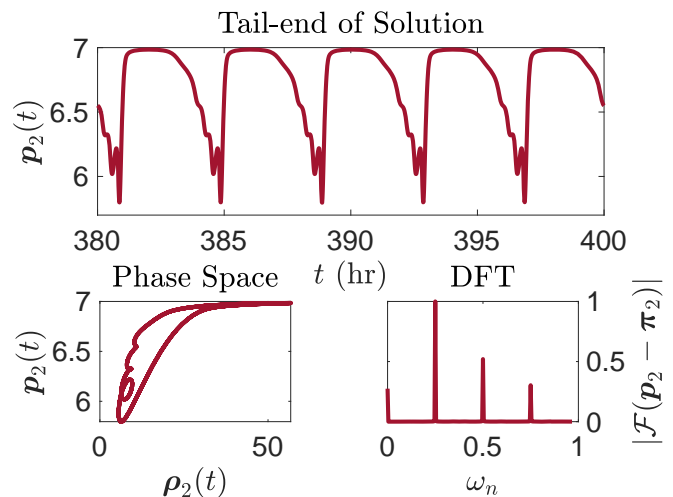 Tail-end of Solution
p₂(t)
7
6.5
6
380 385 390 395 400
t (hr)
Phase Space
p₂(t)
7
6.5
6
0 50
ρ₂(t)
DFT
1
0.5
0
0 0.5 1
ωₙ
|ℱ(p₂ − π₂)|